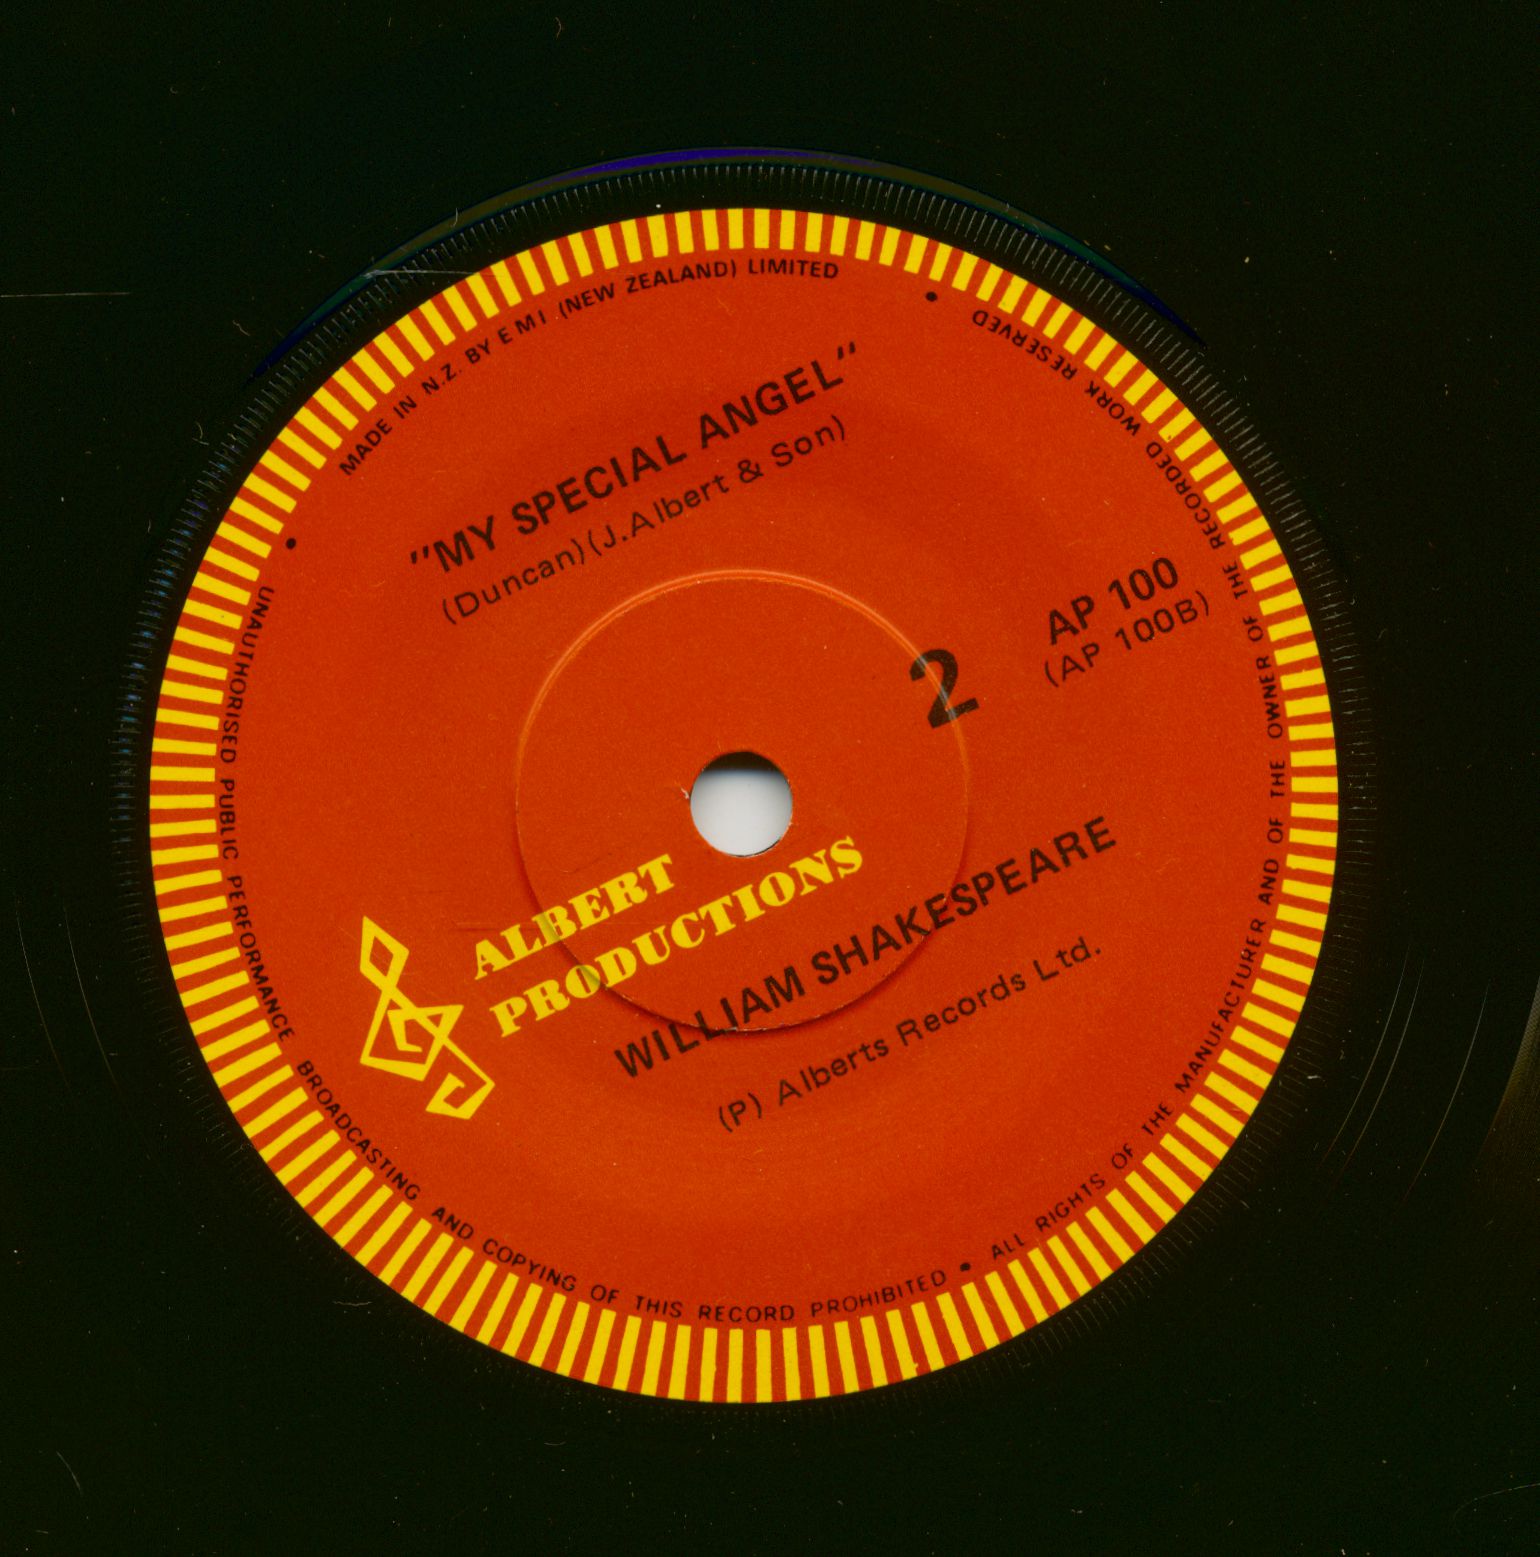 MADE IN N.Z. BY EMI (NEW ZEALAND) LIMITED
"MY SPECIAL ANGEL"
(Duncan)(J.Albert & Son)
AP 100
(AP 100B)
2
ALBERT
PRODUCTIONS
WILLIAM SHAKESPEARE
(P) Alberts Records Ltd.
UNAUTHORISED PUBLIC PERFORMANCE BROADCASTING AND COPYING OF THIS RECORD PROHIBITED • ALL RIGHTS OF THE MANUFACTURER AND OF THE OWNER OF THE RECORDED WORK RESERVED •